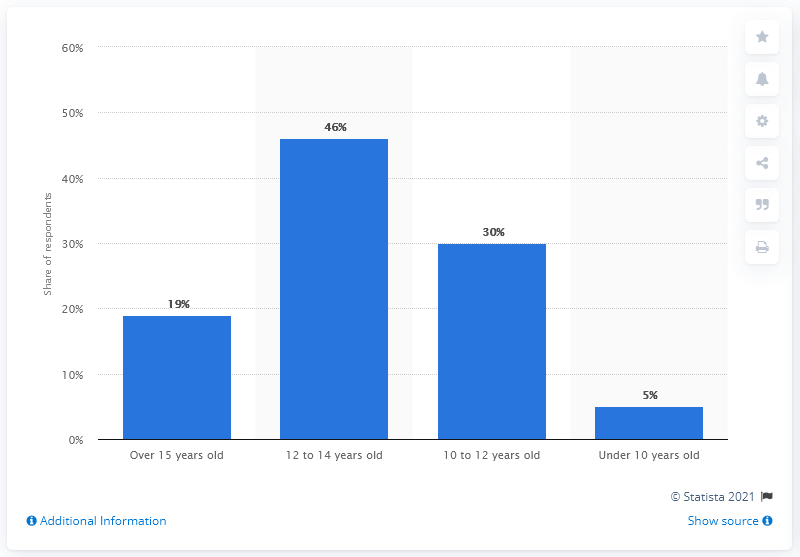 60%
50%
40%
30%
20%
10%
0%
Share of respondents
19%
46%
30%
5%
Over 15 years old
12 to 14 years old
10 to 12 years old
Under 10 years old
© Statista 2021
Additional Information
Show source